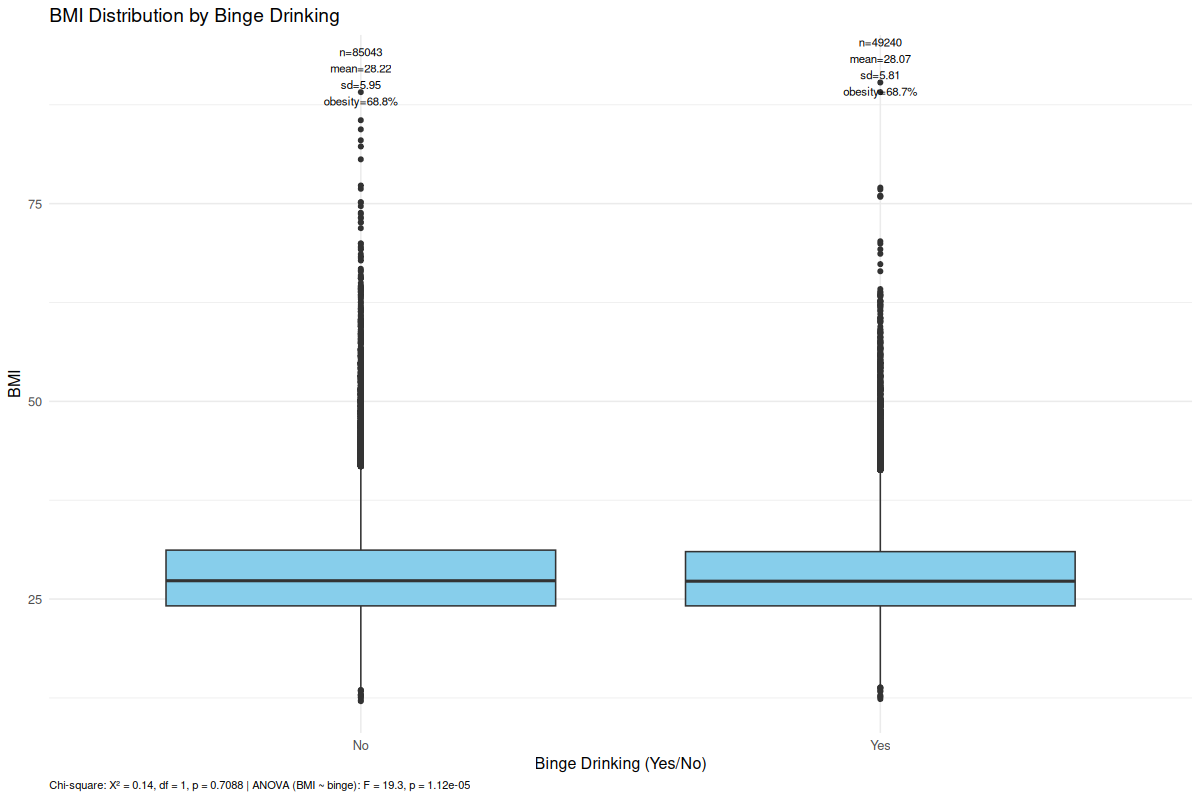 BMI Distribution by Binge Drinking
n=85043
mean=28.22
sd=5.95
obesity=68.8%
n=49240
mean=28.07
sd=5.81
obesity=68.7%
BMI
75
50
25
No
Yes
Binge Drinking (Yes/No)
Chi-square: X² = 0.14, df = 1, p = 0.7088 | ANOVA (BMI ~ binge): F = 19.3, p = 1.12e-05